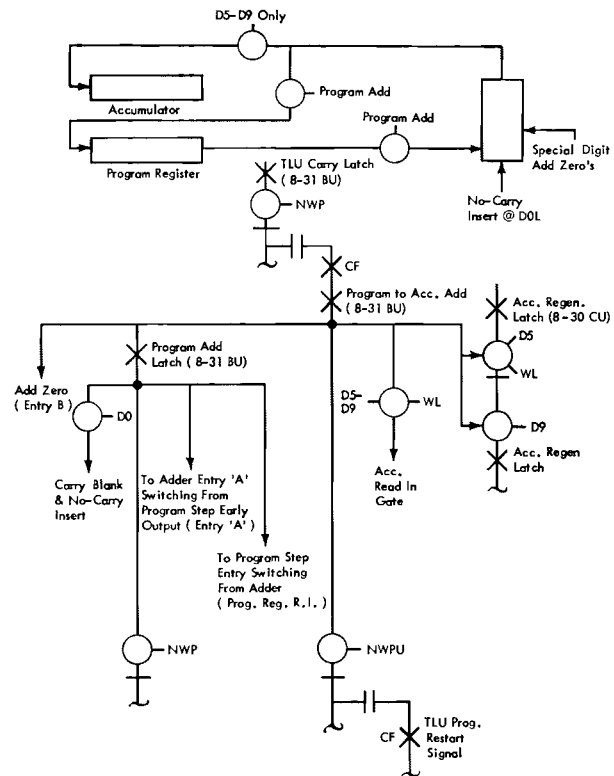 D5-D9 Only
Accumulator
Program Add
Program Add
Program Register
Special Digit
Add Zero's
No-Carry
Insert @ D0L
TLU Carry Latch
( 8-31 BU)
NWP
CF
Program to Acc. Add
( 8-31 BU)
Acc. Regen.
Latch (8-30 CU)
D5
WL
D9
Acc. Regen
Latch
Program Add
Latch ( 8-31 BU)
Add Zero
( Entry B )
D0
D5-
D9
WL
Acc.
Read In
Gate
Carry Blank
& No-Carry
Insert
To Adder Entry 'A'
Switching From
Program Step Early
Output ( Entry 'A' )
To Program Step
Entry Switching
From Adder
( Prog. Reg. R.I. )
NWP
NWPU
CF
TLU Prog.
Restart
Signal